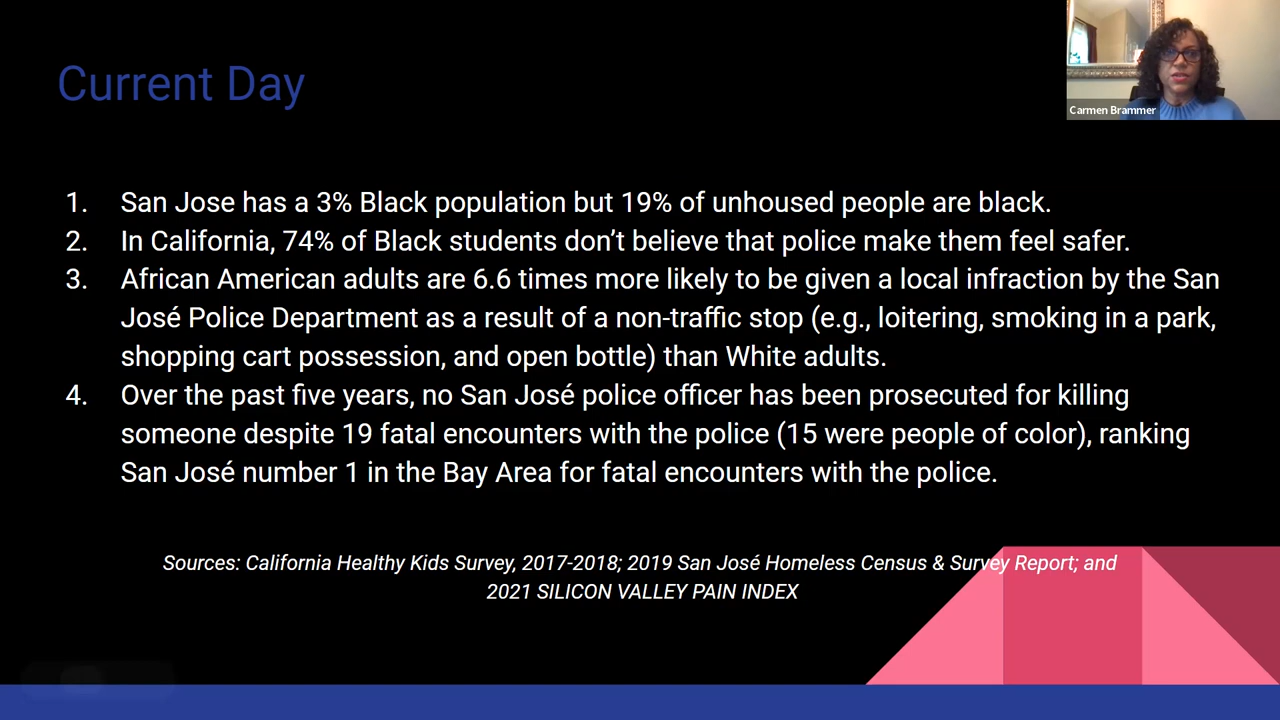 Current Day
Carmen Brammer
1. San Jose has a 3% Black population but 19% of unhoused people are black.
2. In California, 74% of Black students don’t believe that police make them feel safer.
3. African American adults are 6.6 times more likely to be given a local infraction by the San
José Police Department as a result of a non-traffic stop (e.g., loitering, smoking in a park,
shopping cart possession, and open bottle) than White adults.
4. Over the past five years, no San José police officer has been prosecuted for killing
someone despite 19 fatal encounters with the police (15 were people of color), ranking
San José number 1 in the Bay Area for fatal encounters with the police.
Sources: California Healthy Kids Survey, 2017-2018; 2019 San José Homeless Census & Survey Report; and
2021 SILICON VALLEY PAIN INDEX